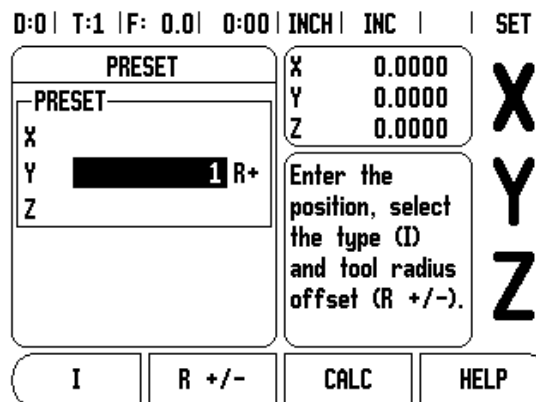 D:0 | T:1 | F: 0.0 | 0:00 | INCH | INC | | SET
PRESET
PRESET
X
Y 1 R+
Z
X 0.0000
Y 0.0000
Z 0.0000
Enter the
position, select
the type (I)
and tool radius
offset (R +/-).
X
Y
Z
I R +/- CALC HELP